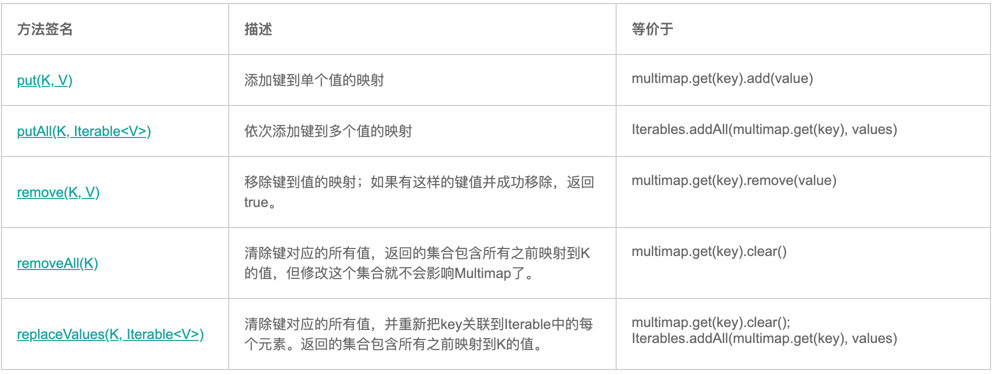 方法签名
描述
等价于
put(K, V)
添加键到单个值的映射
multimap.get(key).add(value)
putAll(K, Iterable<V>)
依次添加键到多个值的映射
Iterables.addAll(multimap.get(key), values)
remove(K, V)
移除键到值的映射；如果有这样的键值并成功移除，返回
true。
multimap.get(key).remove(value)
removeAll(K)
清除键对应的所有值，返回的集合包含所有之前映射到K
的值，但修改这个集合就不会影响Multimap了。
multimap.get(key).clear()
replaceValues(K, Iterable<V>)
清除键对应的所有值，并重新把key关联到Iterable中的每
个元素。返回的集合包含所有之前映射到K的值。
multimap.get(key).clear();
Iterables.addAll(multimap.get(key), values)